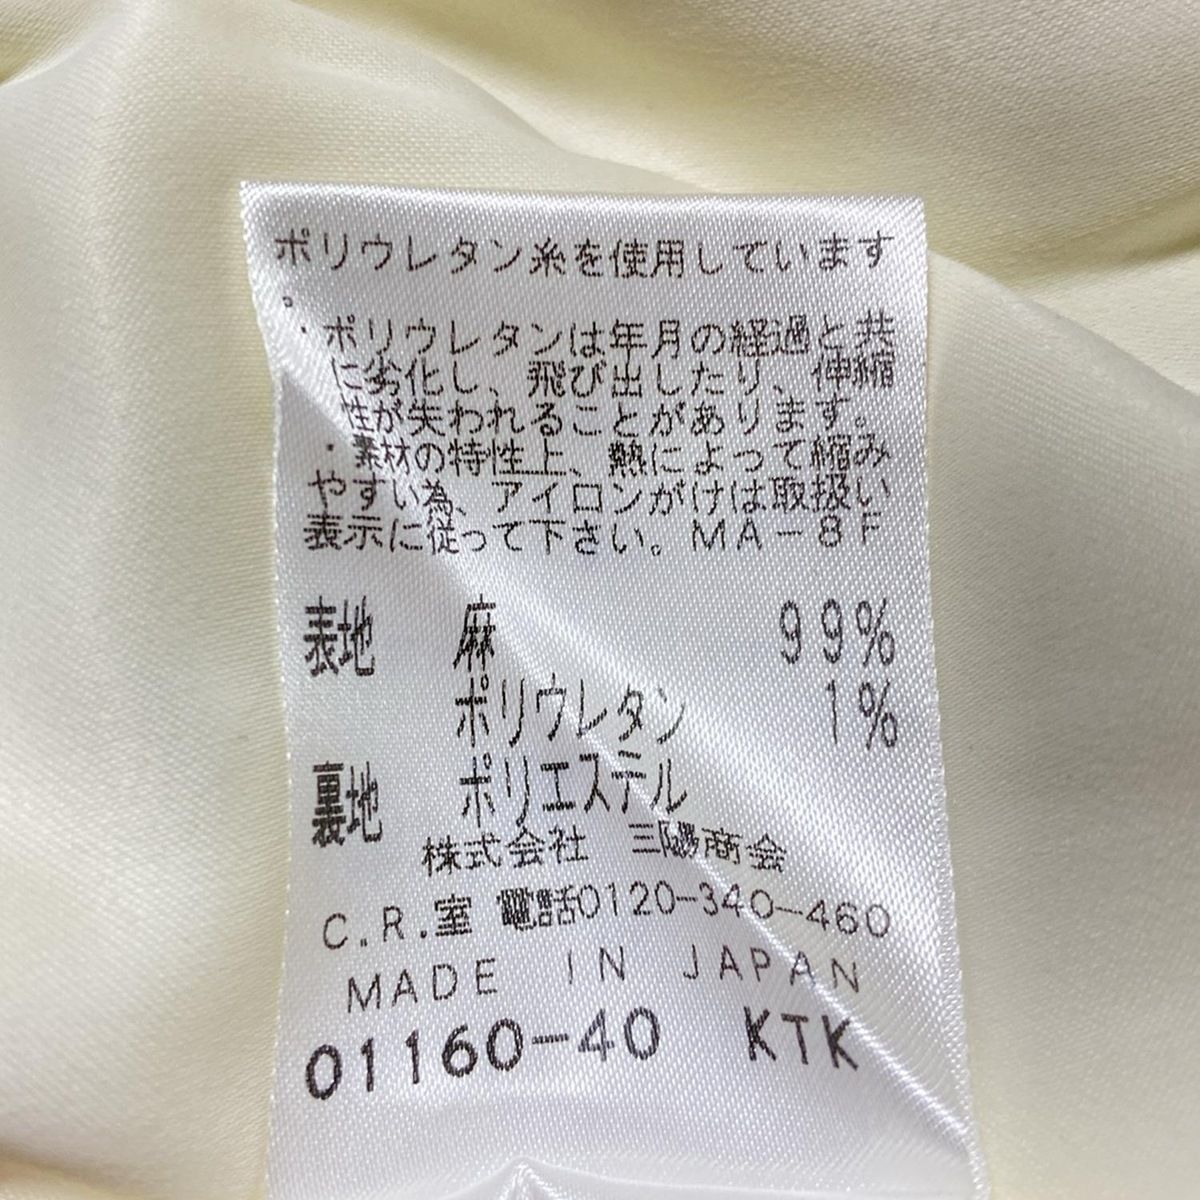 ポリウレタン糸を使用しています
。
・ポリウレタンは年月の経過と共
に劣化し、飛び出したり、伸縮
性が失われることがあります。
・素材の特性上、熱によって縮み
やすい為、アイロンがけは取扱い
表示に従って下さい。MA-8F
表地 麻 99%
ポリウレタン 1%
裏地 ポリエステル
株式会社 三陽商会
C.R.室 電話0120-340-460
MADE IN JAPAN
01160-40 KTK